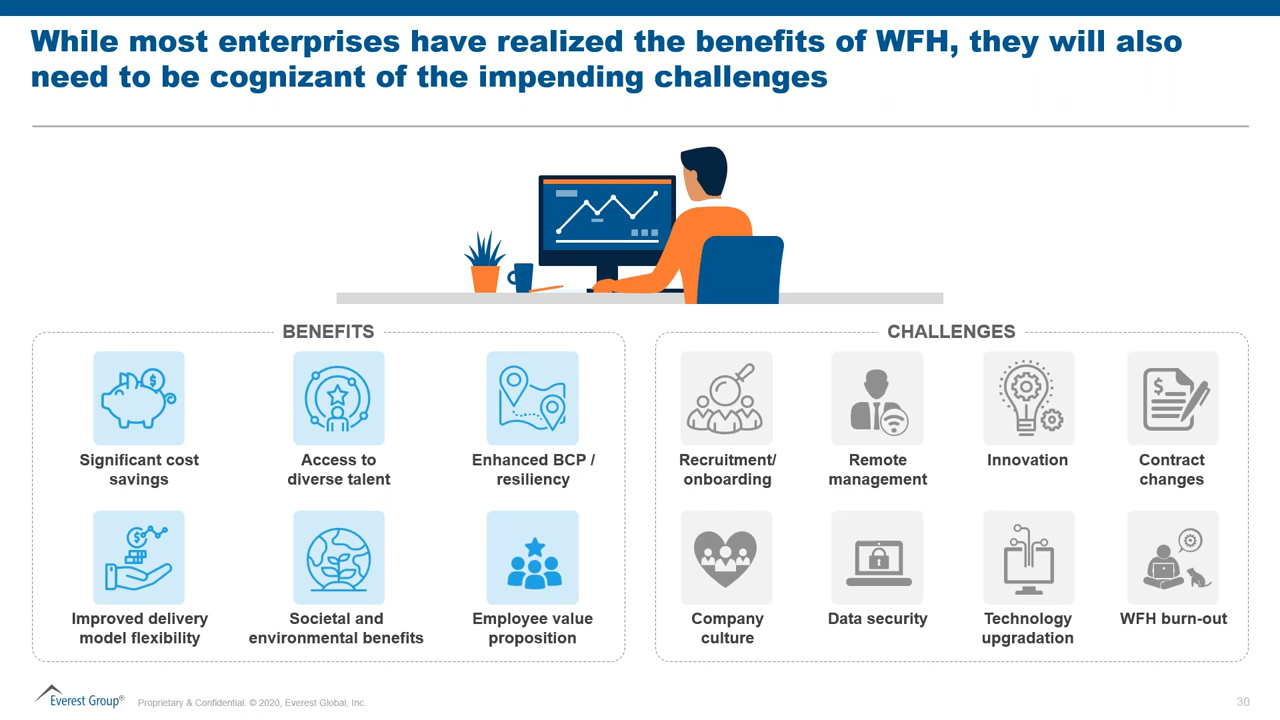 While most enterprises have realized the benefits of WFH, they will also
need to be cognizant of the impending challenges
BENEFITS
$
Significant cost
savings
Access to
diverse talent
Enhanced BCP /
resiliency
$
Improved delivery
model flexibility
Societal and
environmental benefits
Employee value
proposition
CHALLENGES
Recruitment/
onboarding
Remote
management
Innovation
$
Contract
changes
Company
culture
Data security
Technology
upgradation
WFH burn-out
Everest Group®
Proprietary & Confidential. © 2020, Everest Global, Inc.
30